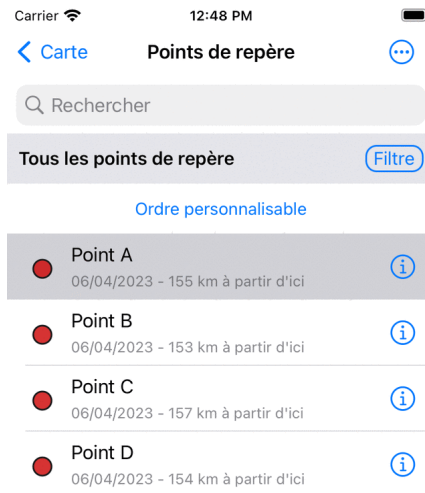 Carrier 12:48 PM
Carte Points de repère
Rechercher
Tous les points de repère Filtre
Ordre personnalisable
Point A
06/04/2023 - 155 km à partir d'ici
Point B
06/04/2023 - 153 km à partir d'ici
Point C
06/04/2023 - 157 km à partir d'ici
Point D
06/04/2023 - 154 km à partir d'ici